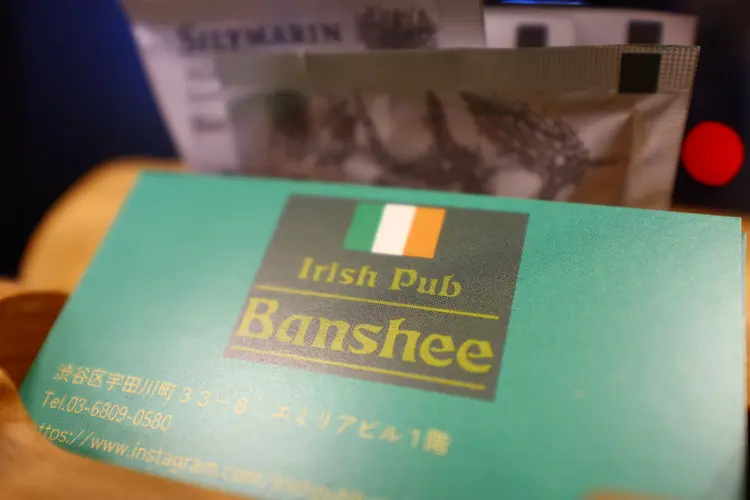 SILYMARIN
Irish Pub
Banshee
渋谷区宇田川町33-8 エミリアビル1階
Tel.03-6809-0580
https://www.instagram.com/